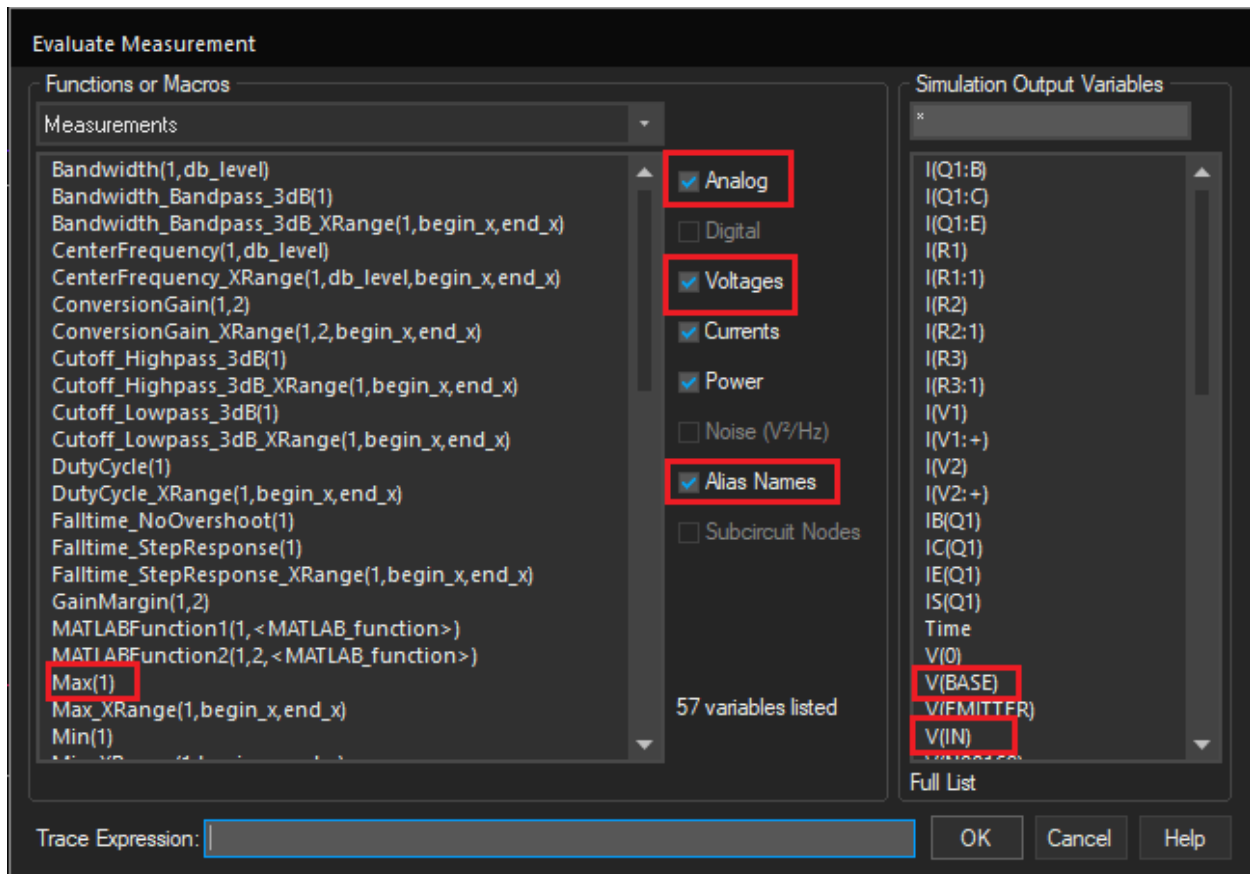 Evaluate Measurement
Functions or Macros
Measurements
Bandwidth(1,db_level)
Bandwidth_Bandpass_3dB(1)
Bandwidth_Bandpass_3dB_XRange(1,begin_x,end_x)
CenterFrequency(1,db_level)
CenterFrequency_XRange(1,db_level,begin_x,end_x)
ConversionGain(1,2)
ConversionGain_XRange(1,2,begin_x,end_x)
Cutoff_Highpass_3dB(1)
Cutoff_Highpass_3dB_XRange(1,begin_x,end_x)
Cutoff_Lowpass_3dB(1)
Cutoff_Lowpass_3dB_XRange(1,begin_x,end_x)
DutyCycle(1)
DutyCycle_XRange(1,begin_x,end_x)
Falltime_NoOvershoot(1)
Falltime_StepResponse(1)
Falltime_StepResponse_XRange(1,begin_x,end_x)
GainMargin(1,2)
MATLABFunction1(1,<MATLAB_function>)
MATLABFunction2(1,2,<MATLAB_function>)
Max(1)
Max_XRange(1,begin_x,end_x)
Min(1)
Analog
Digital
Voltages
Currents
Power
Noise (V²/Hz)
Alias Names
Subcircuit Nodes
57 variables listed
Simulation Output Variables
*
I(Q1:B)
I(Q1:C)
I(Q1:E)
I(R1)
I(R1:1)
I(R2)
I(R2:1)
I(R3)
I(R3:1)
I(V1)
I(V1:+)
I(V2)
I(V2:+)
IB(Q1)
IC(Q1)
IE(Q1)
IS(Q1)
Time
V(0)
V(BASE)
V(EMITTER)
V(IN)
Full List
Trace Expression:
OK
Cancel
Help